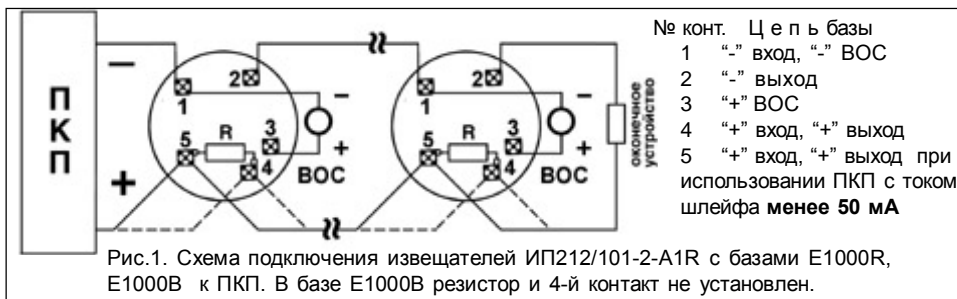 ПКП
−
+
1
2
3
4
5
R
−
+
ВОС
1
2
3
4
5
R
−
+
ВОС
оконечное
устройство
№ конт. Ц е п ь базы
1 “-” вход, “-” ВОС
2 “-” выход
3 “+” ВОС
4 “+” вход, “+” выход
5 “+” вход, “+” выход при
использовании ПКП с током
шлейфа менее 50 мА
Рис.1. Схема подключения извещателей ИП212/101-2-A1R с базами E1000R,
E1000B к ПКП. В базе E1000B резистор и 4-й контакт не установлен.